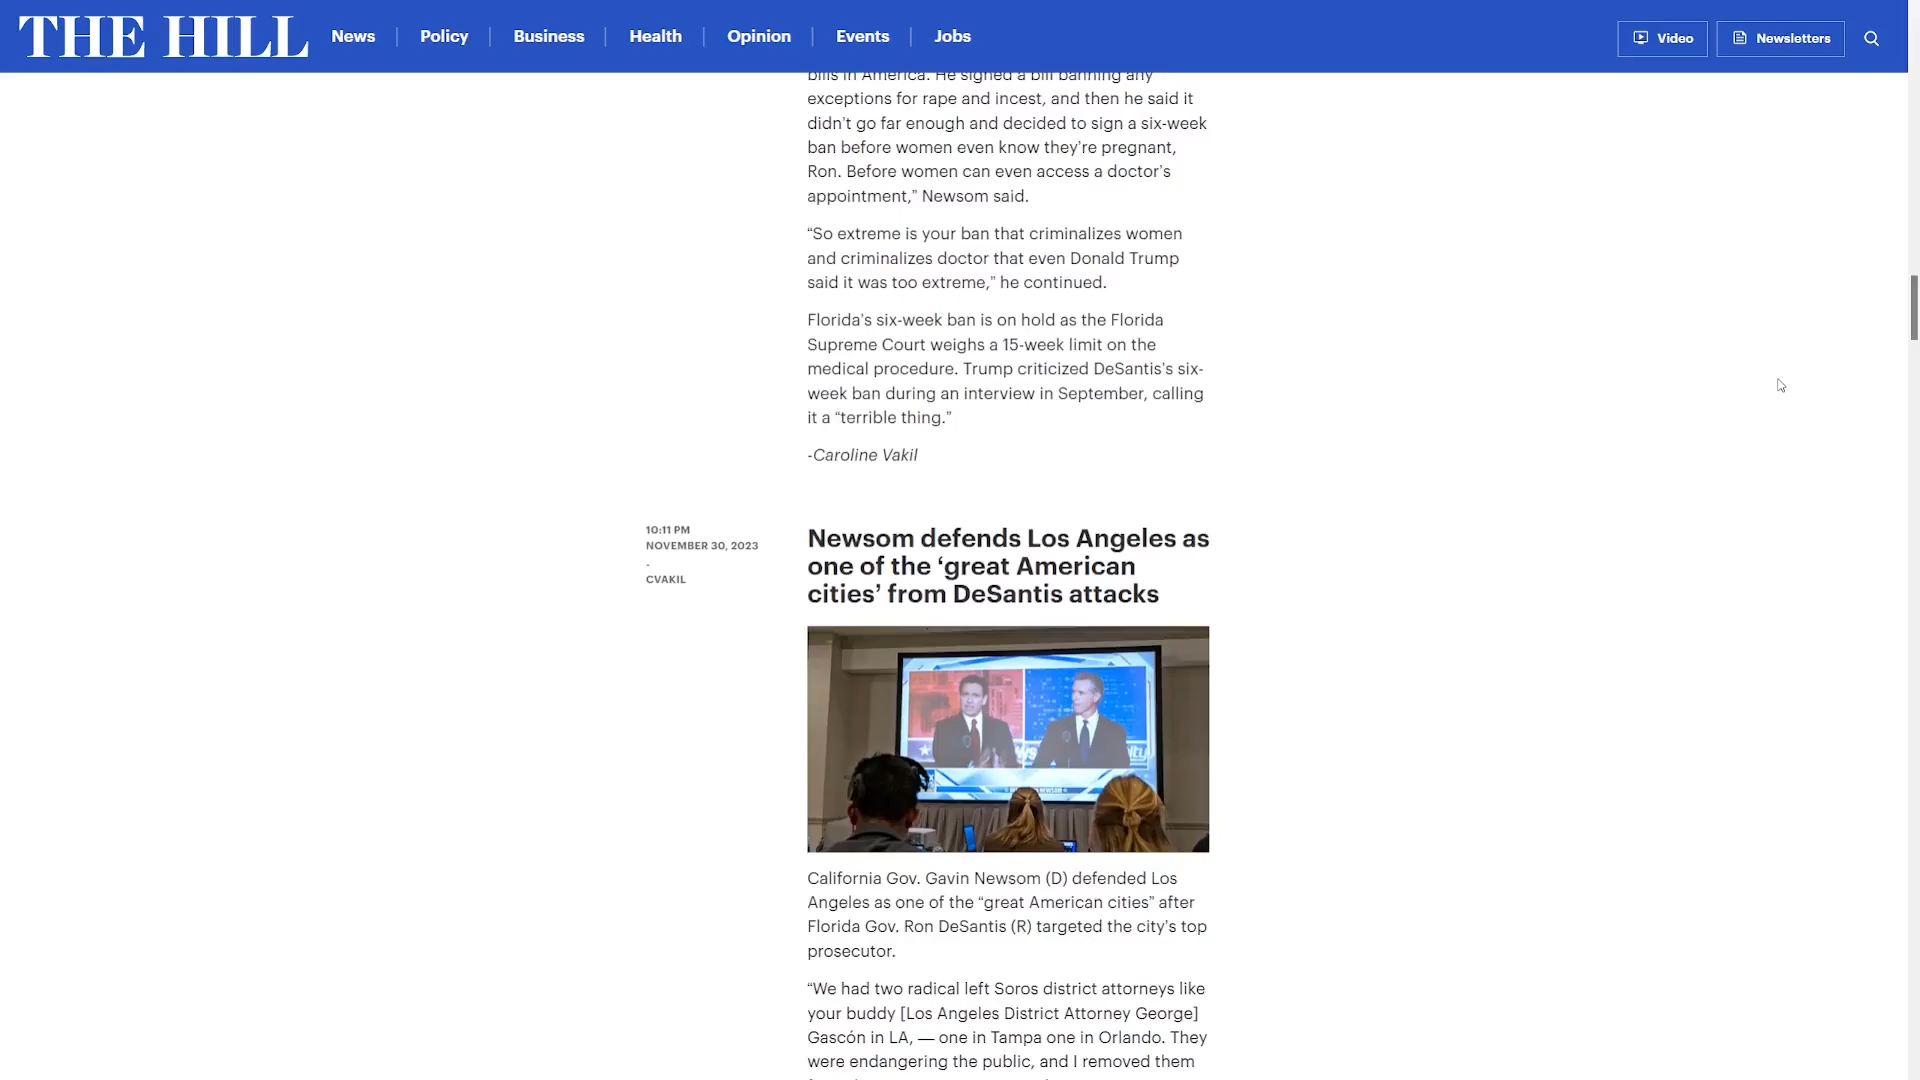 THE HILL
News
Policy
Business
Health
Opinion
Events
Jobs
Video
Newsletters
bills in America. He signed a bill banning any
exceptions for rape and incest, and then he said it
didn't go far enough and decided to sign a six-week
ban before women even know they're pregnant,
Ron. Before women can even access a doctor's
appointment,” Newsom said.
“So extreme is your ban that criminalizes women
and criminalizes doctor that even Donald Trump
said it was too extreme,” he continued.
Florida's six-week ban is on hold as the Florida
Supreme Court weighs a 15-week limit on the
medical procedure. Trump criticized DeSantis's six-
week ban during an interview in September, calling
it a “terrible thing.”
-Caroline Vakil
10:11 PM
NOVEMBER 30, 2023
-
CVAKIL
Newsom defends Los Angeles as
one of the ‘great American
cities’ from DeSantis attacks
California Gov. Gavin Newsom (D) defended Los
Angeles as one of the “great American cities” after
Florida Gov. Ron DeSantis (R) targeted the city's top
prosecutor.
“We had two radical left Soros district attorneys like
your buddy [Los Angeles District Attorney George]
Gascón in LA, — one in Tampa one in Orlando. They
were endangering the public, and I removed them